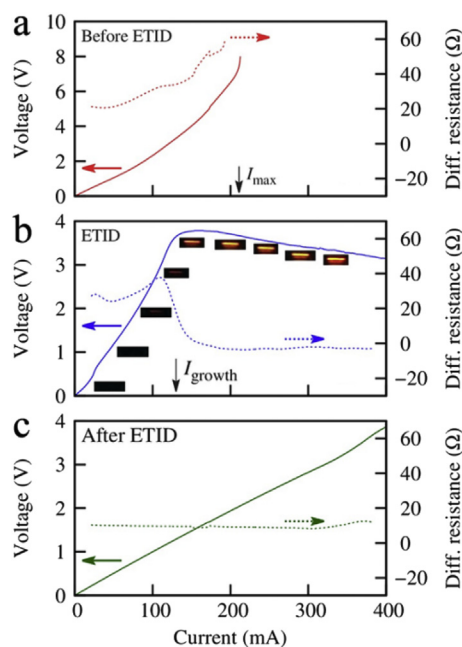 a
Before ETID
10
8
6
4
2
0
Voltage (V)
60
40
20
0
−20
Diff. resistance (Ω)
Imax
b
ETID
4
3
2
1
0
Voltage (V)
60
40
20
0
−20
Diff. resistance (Ω)
Igrowth
c
After ETID
4
3
2
1
0
Voltage (V)
60
40
20
0
−20
Diff. resistance (Ω)
0 100 200 300 400
Current (mA)